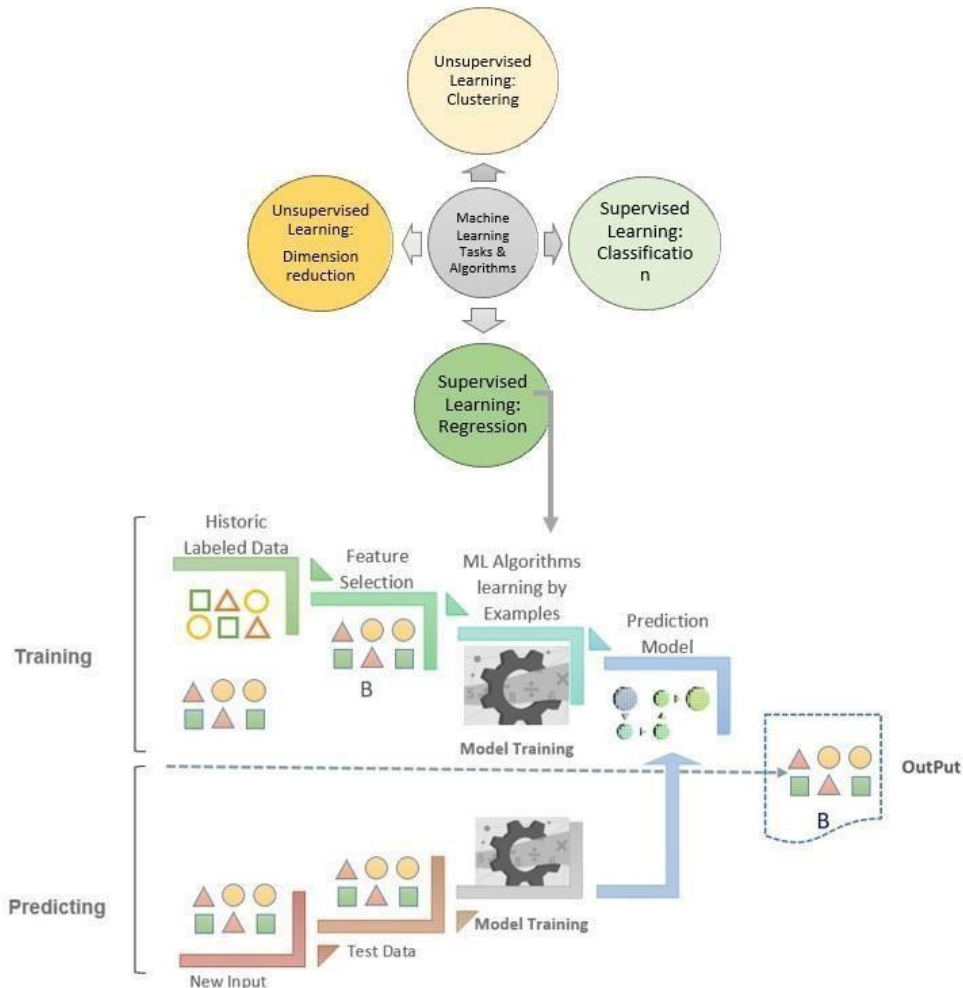 Unsupervised
Learning:
Clustering
Unsupervised
Learning:
Dimension
reduction
Machine
Learning
Tasks &
Algorithms
Supervised
Learning:
Classificatio
n
Supervised
Learning:
Regression
Historic
Labeled Data
Feature
Selection
ML Algorithms
learning by
Examples
Prediction
Model
Training
B
Model Training
OutPut
B
Predicting
Model Training
Test Data
New Input